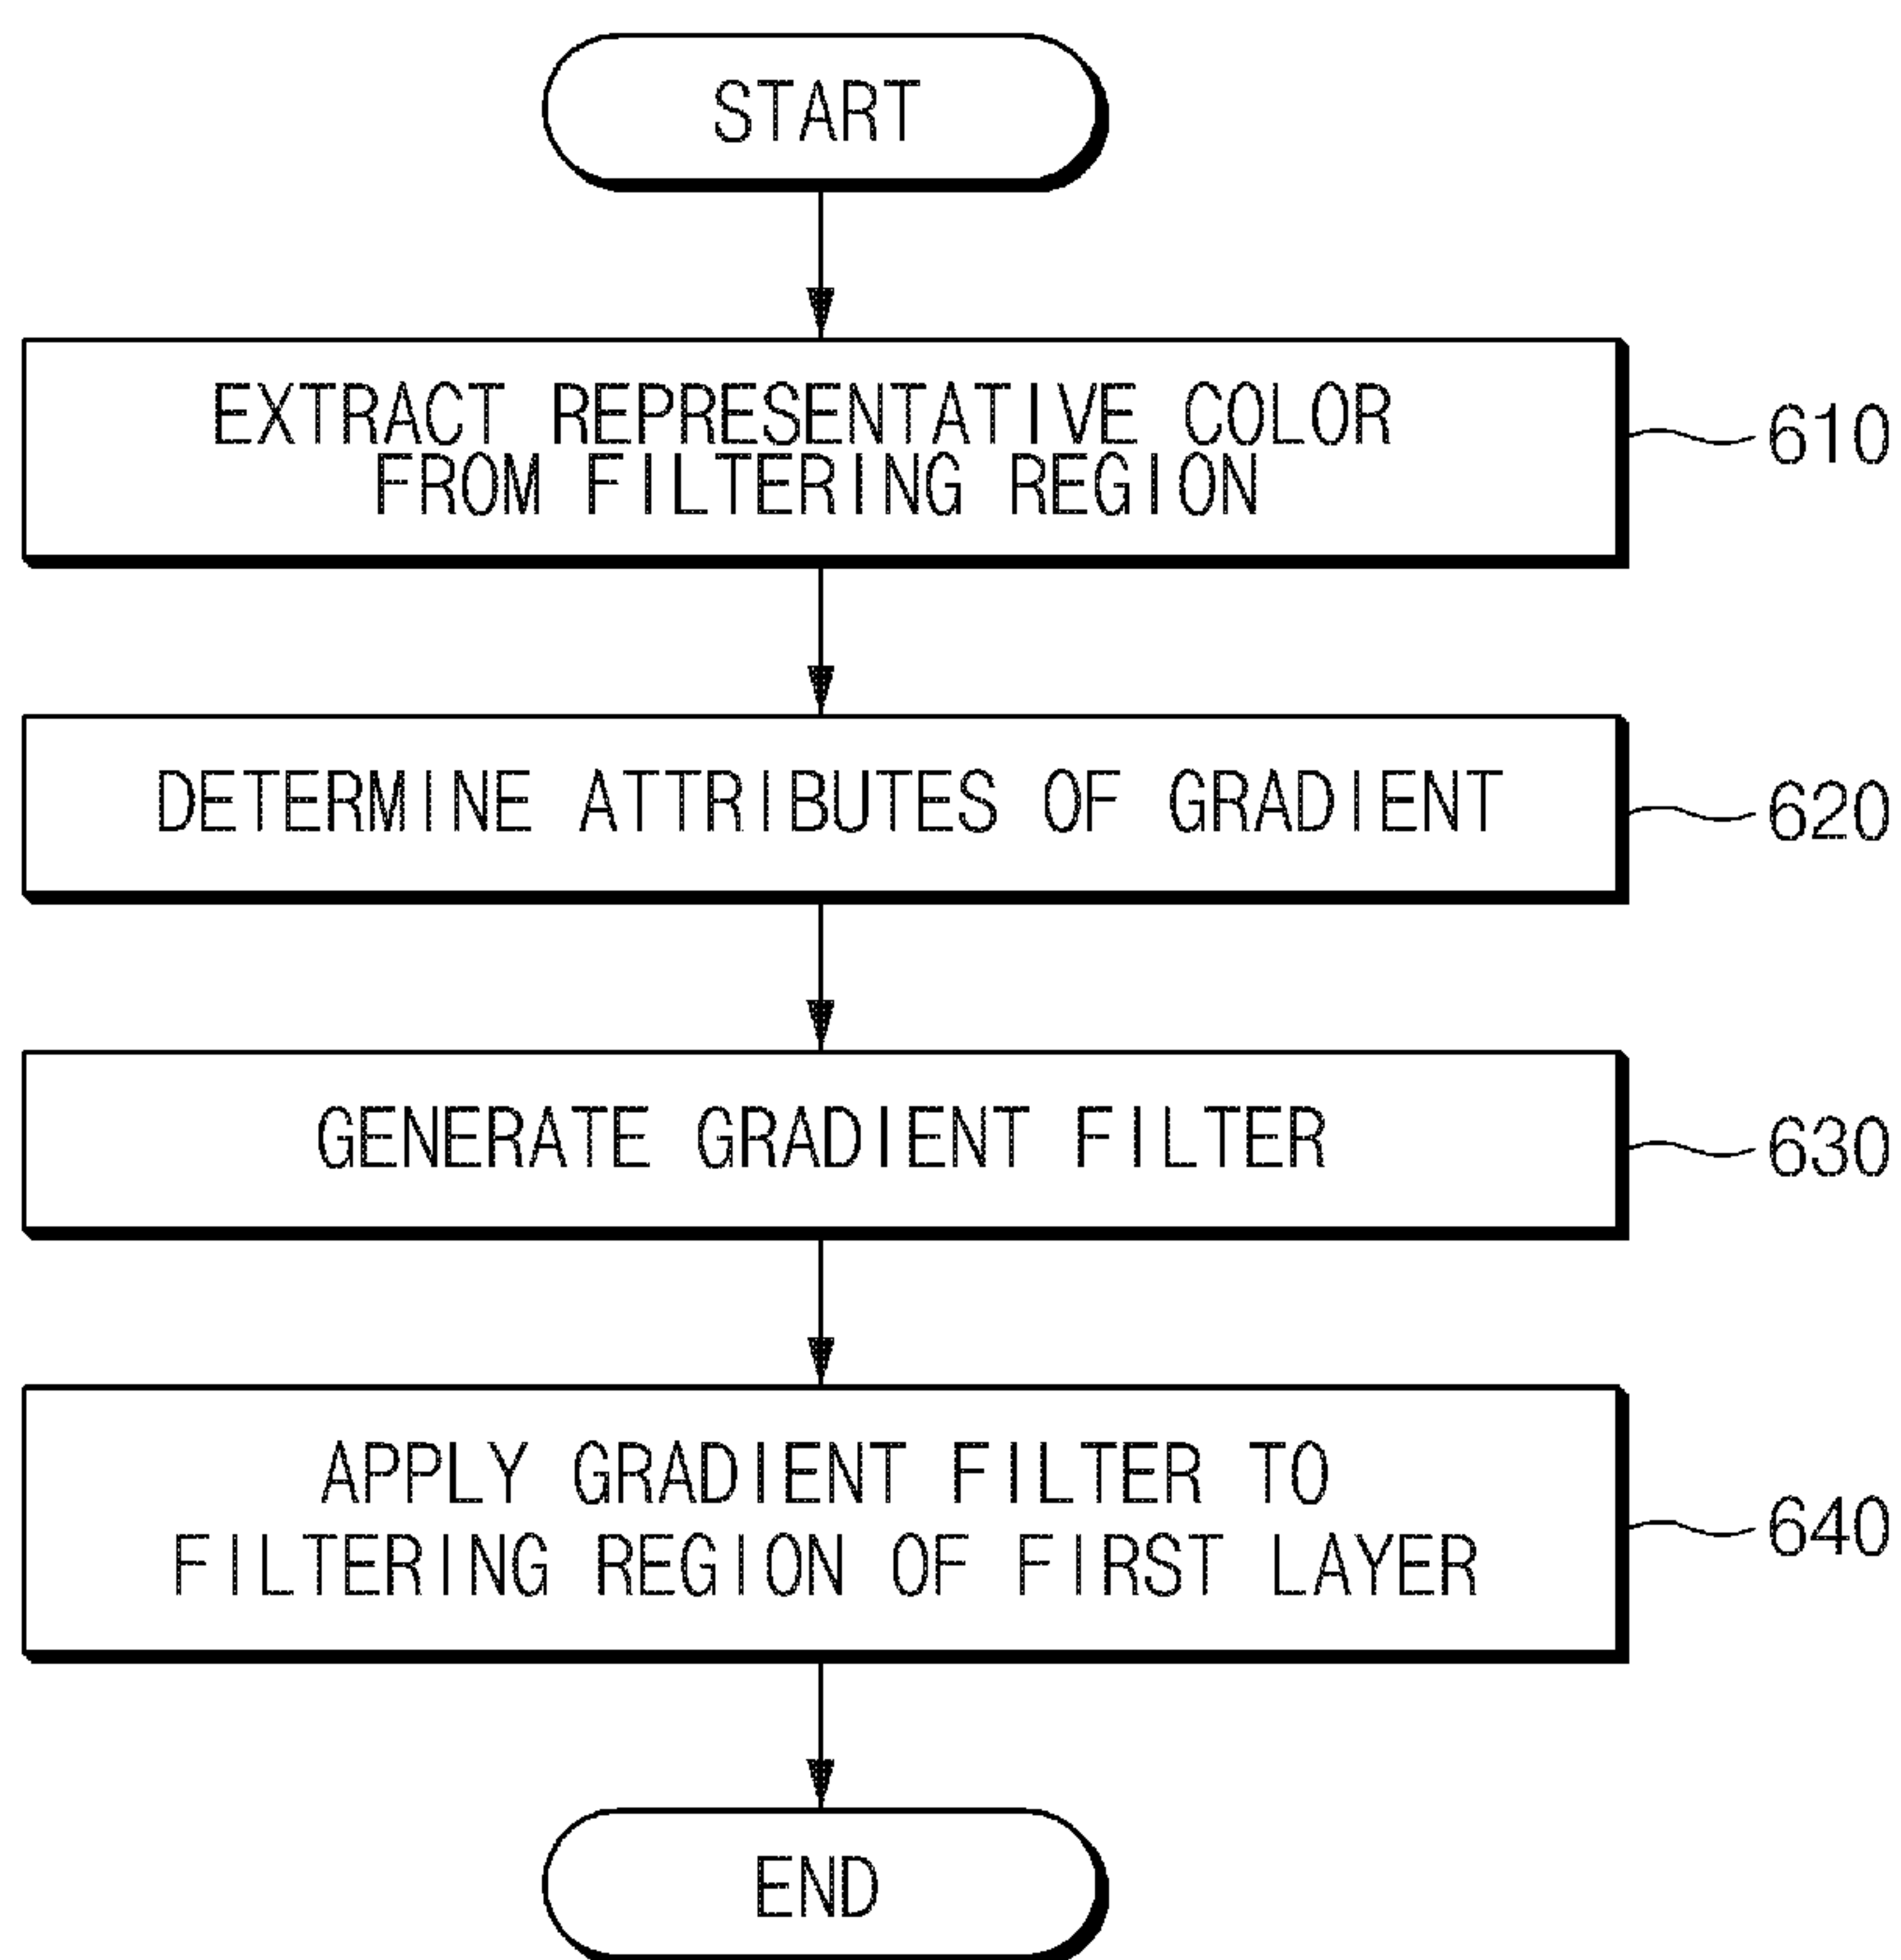 START
EXTRACT REPRESENTATIVE COLOR
FROM FILTERING REGION
610
DETERMINE ATTRIBUTES OF GRADIENT
620
GENERATE GRADIENT FILTER
630
APPLY GRADIENT FILTER TO
FILTERING REGION OF FIRST LAYER
640
END